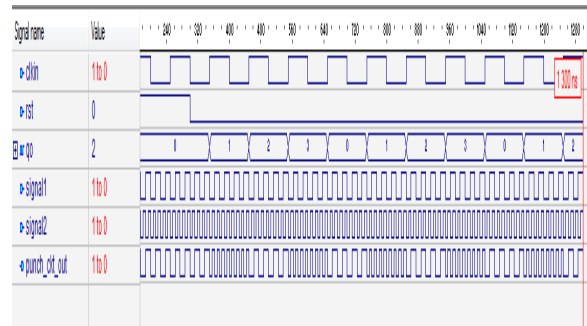 Signal name Value 240 320 400 480 560 640 720 800 880 960 1040 1120 1200 1280
clkin 1 to 0 1 300 ns
rst 0
qo 2 0 1 2 3 0 1 2 3 0 1 2
signal1 1 to 0
signal2 1 to 0
punch_ckt_out 1 to 0